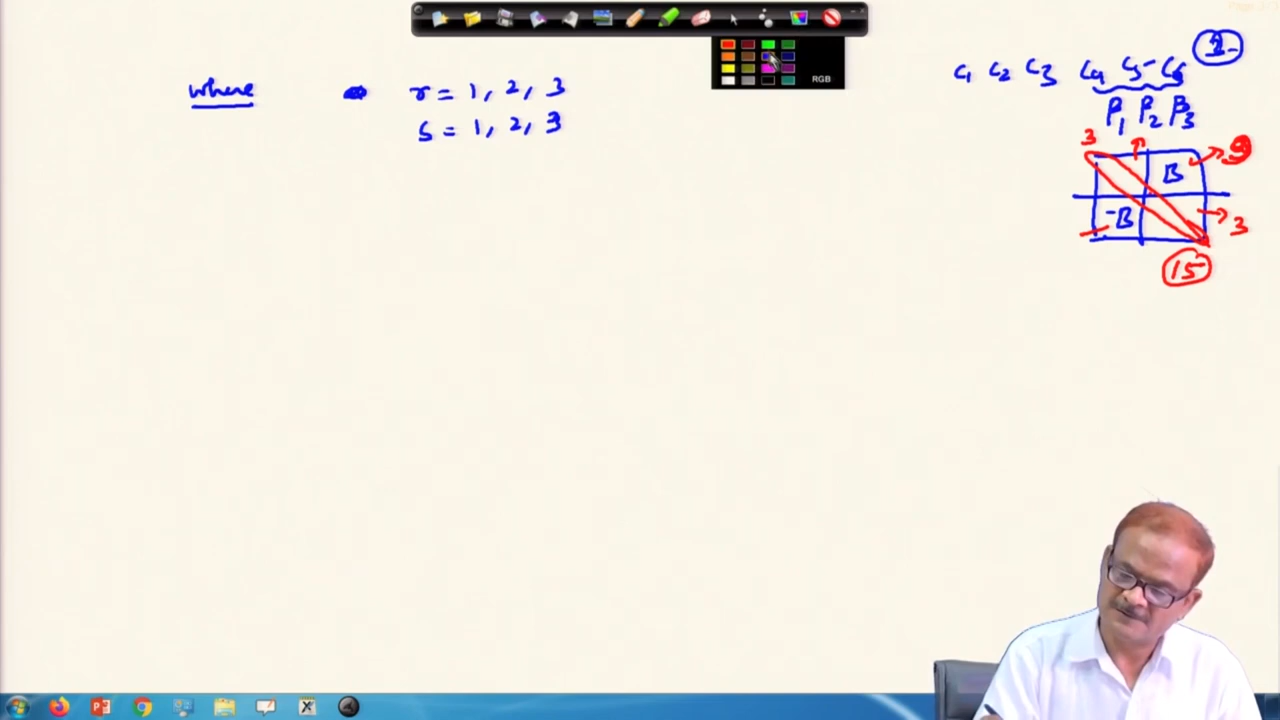 where r = 1, 2, 3
s = 1, 2, 3
C1 C2 C3 C4 C5 C6
β1 β2 β3
3
B 9
-B 3
15
RGB